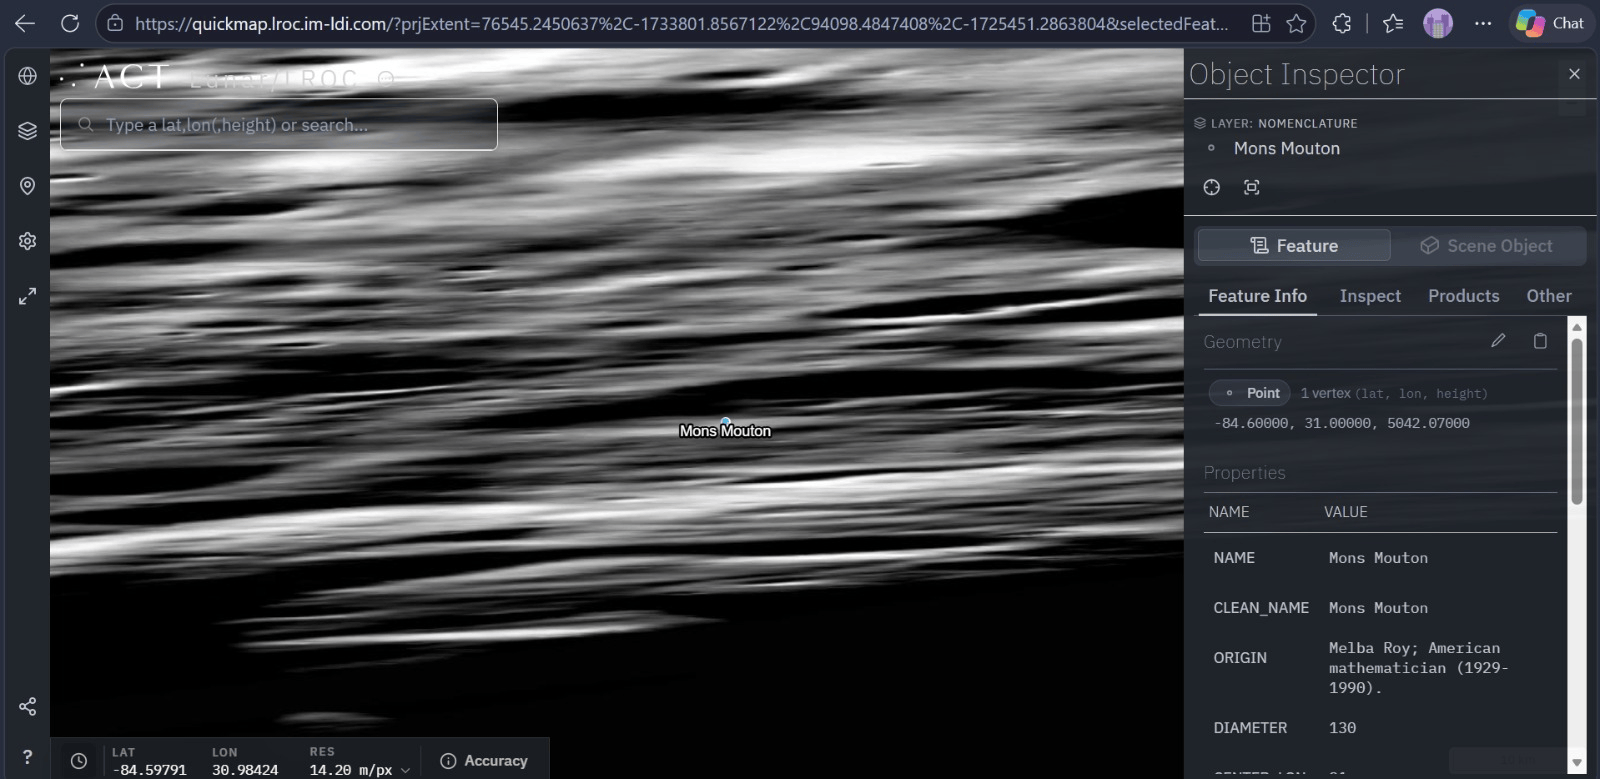 https://quickmap.lroc.im-ldi.com/?prjExtent=76545.2450637%2C-1733801.8567122%2C94098.4847408%2C-1725451.2863804&selectedFeat...
Chat
ACT Lunar/LROC
Type a lat,lon(,height) or search...
Mons Mouton
LAT
-84.59791
LON
30.98424
RES
14.20 m/px
Accuracy
?
Object Inspector
LAYER: NOMENCLATURE
Mons Mouton
Feature
Scene Object
Feature Info
Inspect
Products
Other
Geometry
Point 1 vertex (lat, lon, height)
-84.60000, 31.00000, 5042.07000
Properties
NAME VALUE
NAME Mons Mouton
CLEAN_NAME Mons Mouton
ORIGIN Melba Roy; American
mathematician (1929-
1990).
DIAMETER 130